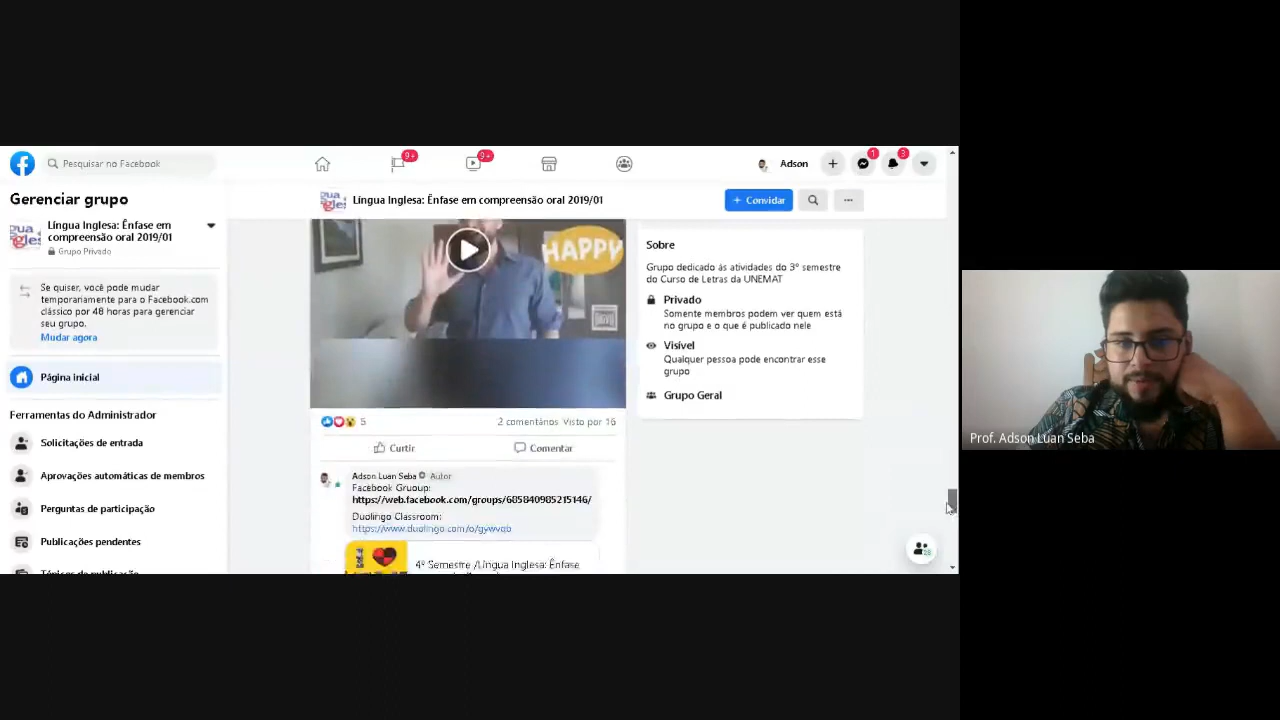 Pesquisar no Facebook
9+
9+
Adson
1
3
Gerenciar grupo
Língua Inglesa: Ênfase em
compreensão oral 2019/01
Grupo Privado
Se quiser, você pode mudar
temporariamente para o Facebook.com
clássico por 48 horas para gerenciar
seu grupo.
Mudar agora
Página inicial
Ferramentas do Administrador
Solicitações de entrada
Aprovações automáticas de membros
Perguntas de participação
Publicações pendentes
Tópicos de publicação
Língua Inglesa: Ênfase em compreensão oral 2019/01
+ Convidar
HAPPY
5
2 comentários Visto por 16
Curtir
Comentar
Adson Luan Seba Autor
Facebook Gruoup:
https://web.facebook.com/groups/685840985215146/
Duolingo Classroom:
https://www.duolingo.com/o/gywvqb
4º Semestre /Língua Inglesa: Ênfase
Sobre
Grupo dedicado ás atividades do 3º semestre
do Curso de Letras da UNEMAT
Privado
Somente membros podem ver quem está
no grupo e o que é publicado nele
Visível
Qualquer pessoa pode encontrar esse
grupo
Grupo Geral
Prof. Adson Luan Seba